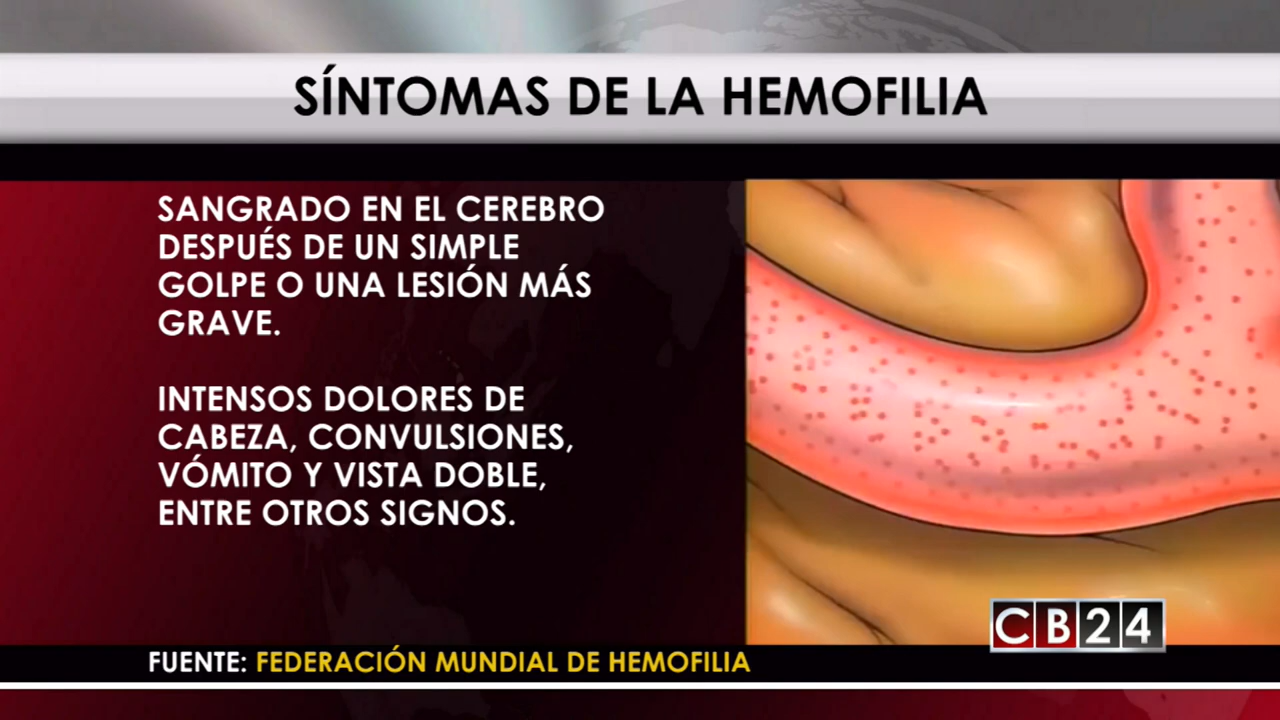 SÍNTOMAS DE LA HEMOFILIA
SANGRADO EN EL CEREBRO
DESPUÉS DE UN SIMPLE
GOLPE O UNA LESIÓN MÁS
GRAVE.
INTENSOS DOLORES DE
CABEZA, CONVULSIONES,
VÓMITO Y VISTA DOBLE,
ENTRE OTROS SIGNOS.
CB24
FUENTE: FEDERACIÓN MUNDIAL DE HEMOFILIA